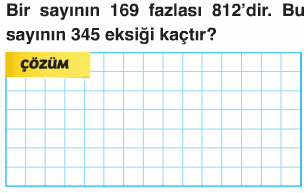 Bir sayının 169 fazlası 812'dir. Bu
sayının 345 eksiği kaçtır?
ÇÖZÜM